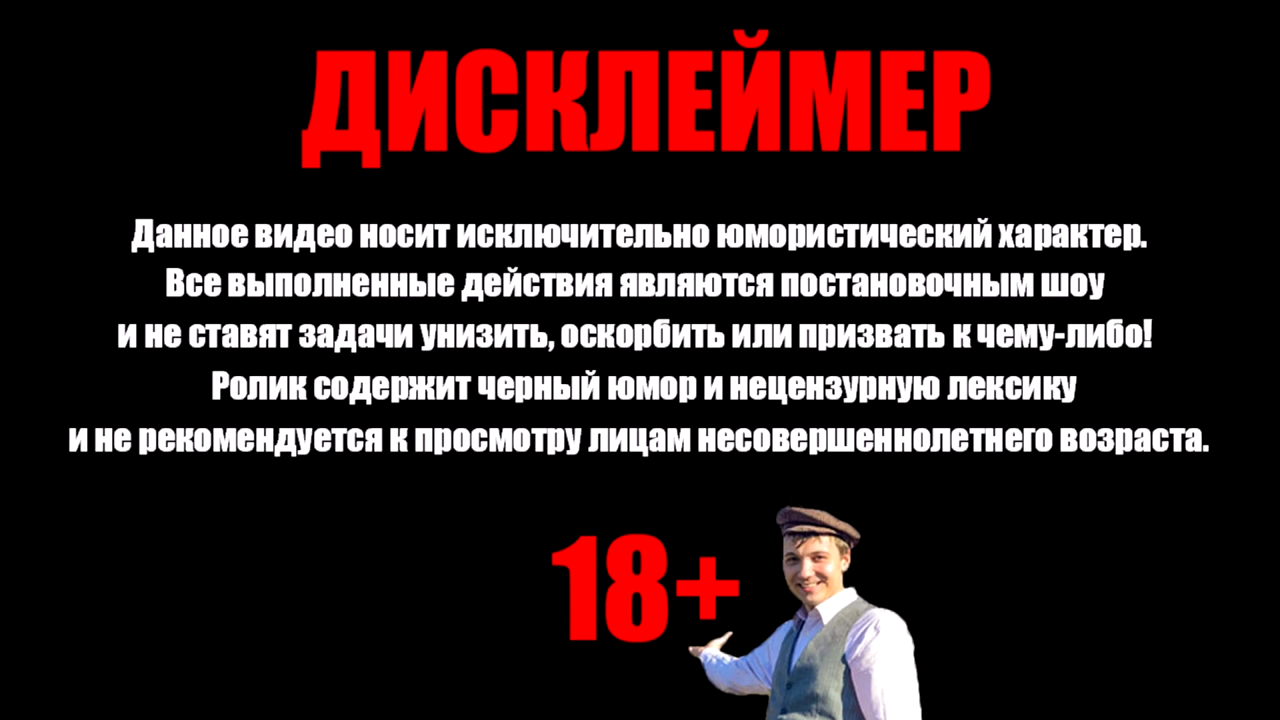 ДИСКЛЕЙМЕР
Данное видео носит исключительно юмористический характер.
Все выполненные действия являются постановочным шоу
и не ставят задачи унизить, оскорбить или призвать к чему-либо!
Ролик содержит черный юмор и нецензурную лексику
и не рекомендуется к просмотру лицам несовершеннолетнего возраста.
18+